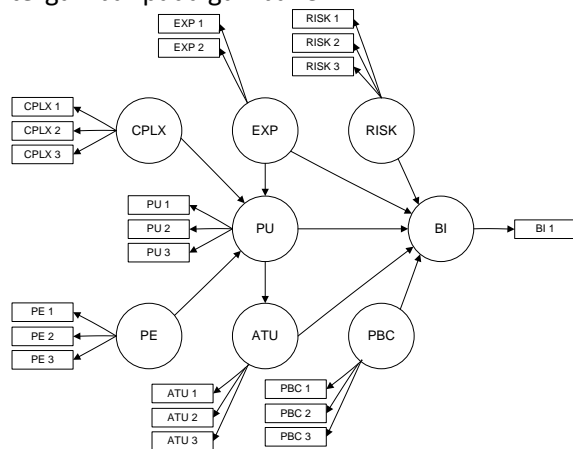 EXP 1
EXP 2
RISK 1
RISK 2
RISK 3
CPLX 1
CPLX 2
CPLX 3
CPLX
EXP
RISK
PU 1
PU 2
PU 3
PU
BI
BI 1
PE 1
PE 2
PE 3
PE
ATU
PBC
ATU 1
ATU 2
ATU 3
PBC 1
PBC 2
PBC 3